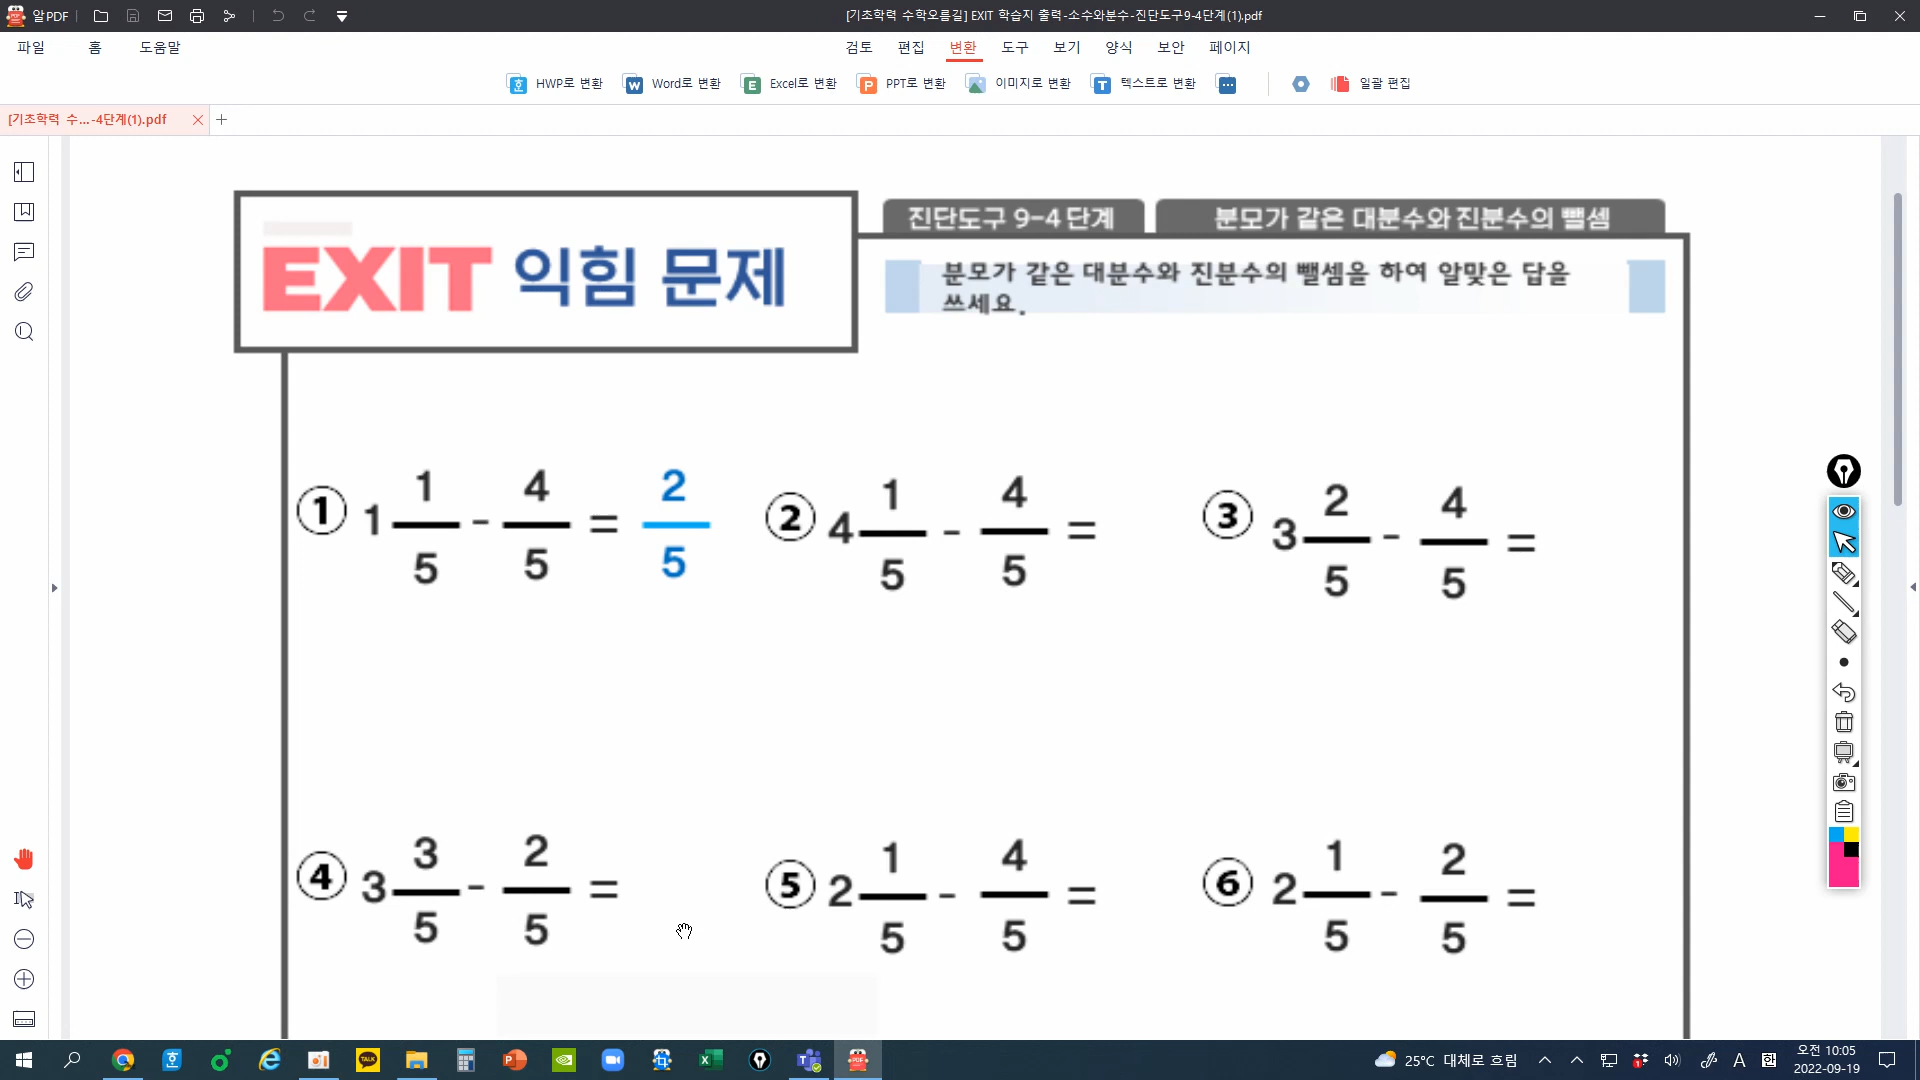 알PDF
[기초학력 수학오름길] EXIT 학습지 출력-소수와분수-진단도구9-4단계(1).pdf
파일 홈 도움말 검토 편집 변환 도구 보기 양식 보안 페이지
HWP로 변환 Word로 변환 Excel로 변환 PPT로 변환 이미지로 변환 텍스트로 변환 일괄 편집
[기초학력 수...-4단계(1).pdf
진단도구 9-4단계 분모가 같은 대분수와 진분수의 뺄셈
EXIT 익힘 문제
분모가 같은 대분수와 진분수의 뺄셈을 하여 알맞은 답을
쓰세요.
① 1 1/5 - 4/5 = 2/5 ② 4 1/5 - 4/5 = ③ 3 2/5 - 4/5 =
④ 3 3/5 - 2/5 = ⑤ 2 1/5 - 4/5 = ⑥ 2 1/5 - 2/5 =
25°C 대체로 흐림 A 한 오전 10:05
2022-09-19